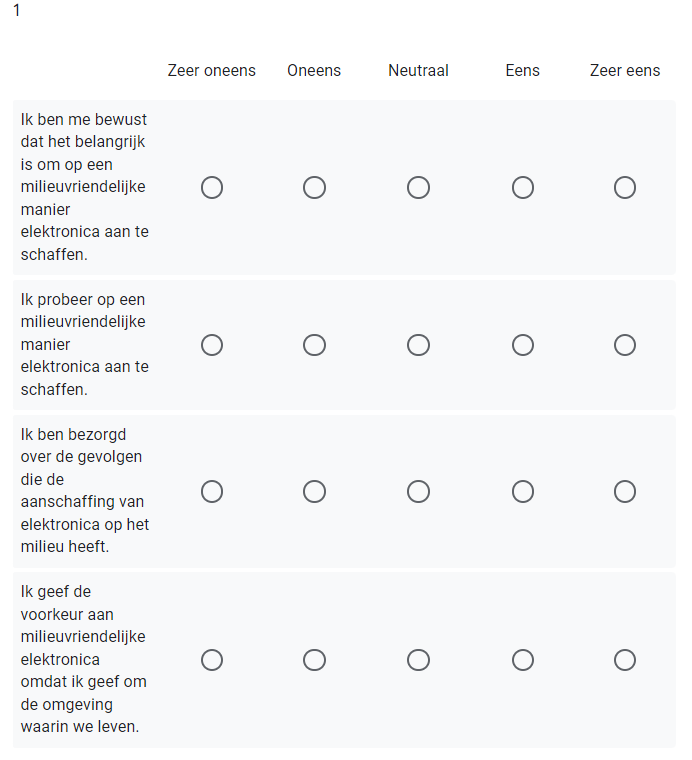 1
Zeer oneens Oneens Neutraal Eens Zeer eens
Ik ben me bewust
dat het belangrijk
is om op een
milieuvriendelijke
manier
elektronica aan te
schaffen.
Ik probeer op een
milieuvriendelijke
manier
elektronica aan te
schaffen.
Ik ben bezorgd
over de gevolgen
die de
aanschaffing van
elektronica op het
milieu heeft.
Ik geef de
voorkeur aan
milieuvriendelijke
elektronica
omdat ik geef om
de omgeving
waarin we leven.